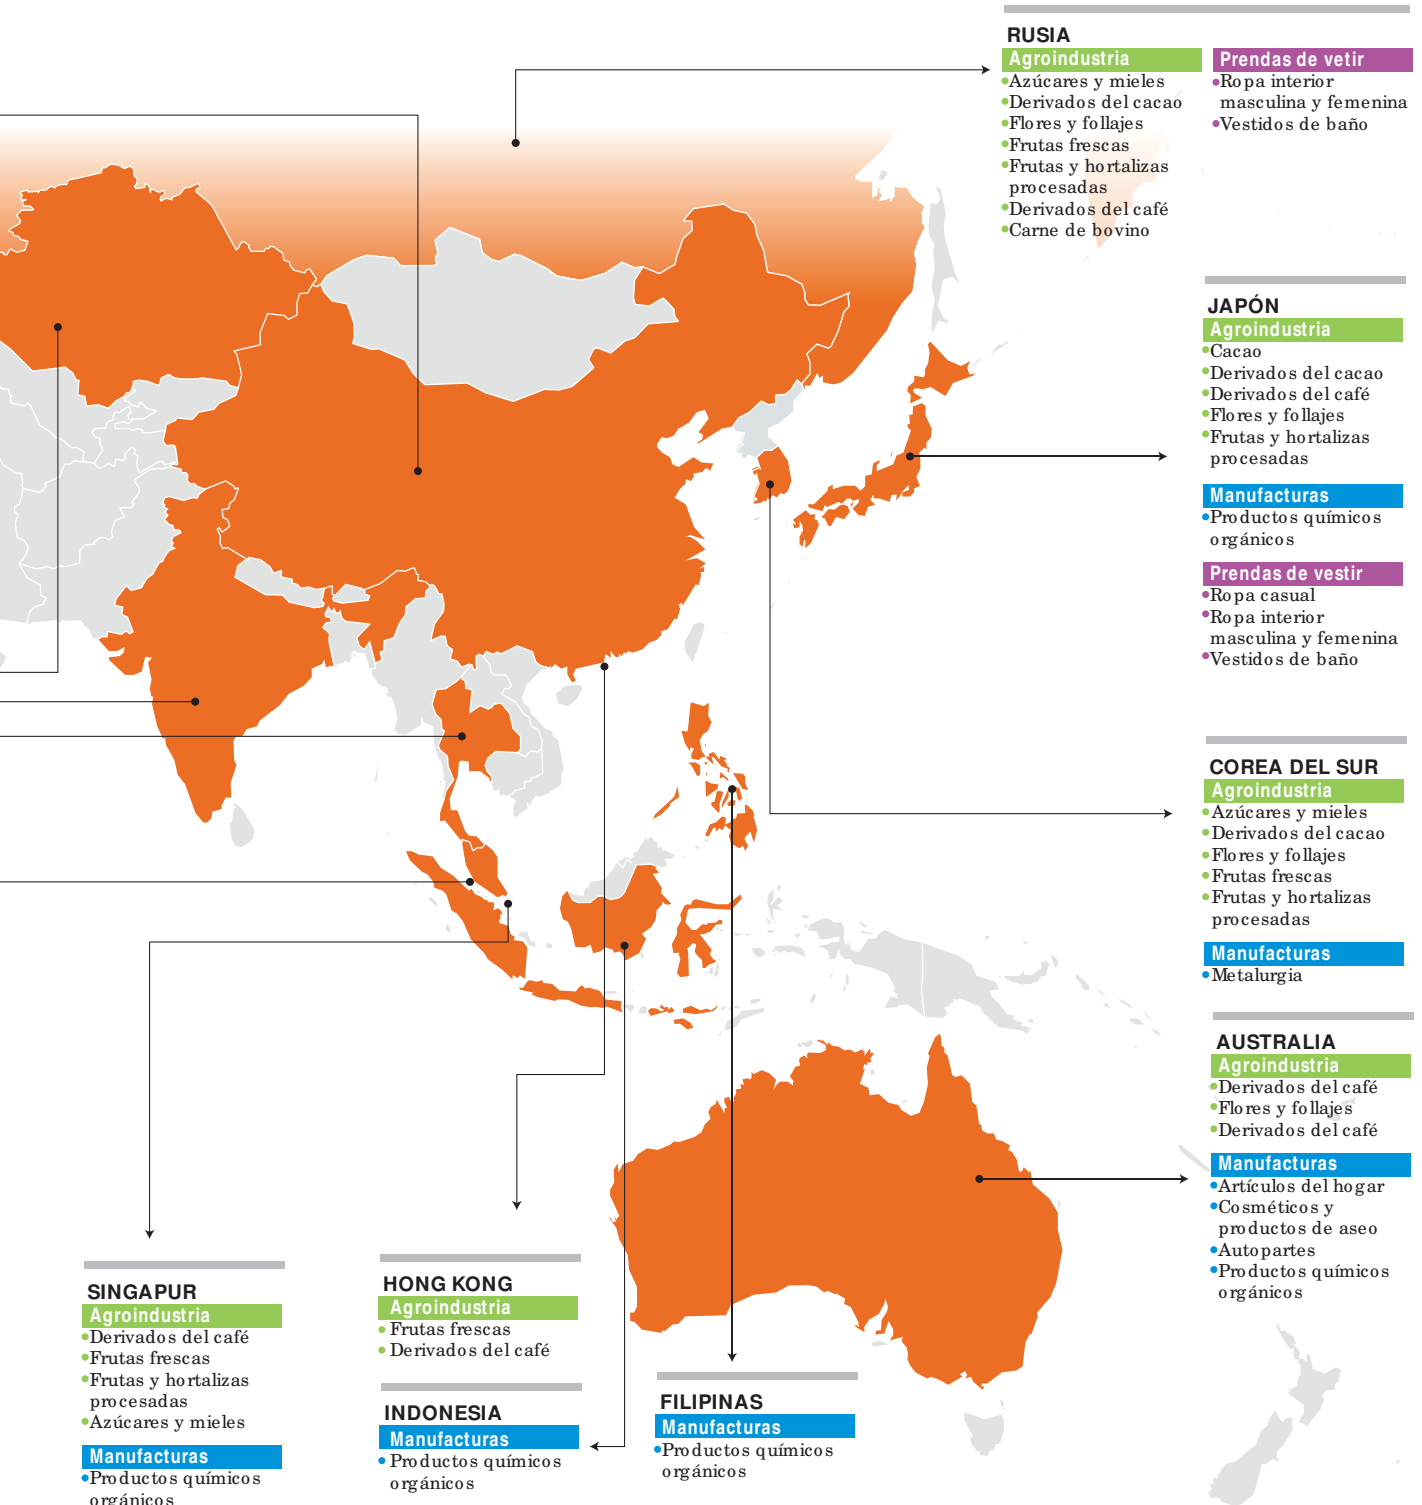 RUSIA
Agroindustria
•Azúcares y mieles
•Derivados del cacao
•Flores y follajes
•Frutas frescas
•Frutas y hortalizas
procesadas
•Derivados del café
•Carne de bovino
Prendas de vetir
•Ropa interior
masculina y femenina
•Vestidos de baño
JAPÓN
Agroindustria
•Cacao
•Derivados del cacao
•Derivados del café
•Flores y follajes
•Frutas y hortalizas
procesadas
Manufacturas
•Productos químicos
orgánicos
Prendas de vestir
•Ropa casual
•Ropa interior
masculina y femenina
•Vestidos de baño
COREA DEL SUR
Agroindustria
•Azúcares y mieles
•Derivados del cacao
•Flores y follajes
•Frutas frescas
•Frutas y hortalizas
procesadas
Manufacturas
•Metalurgia
AUSTRALIA
Agroindustria
•Derivados del café
•Flores y follajes
•Derivados del café
Manufacturas
•Artículos del hogar
•Cosméticos y
productos de aseo
•Autopartes
•Productos químicos
orgánicos
SINGAPUR
Agroindustria
•Derivados del café
•Frutas frescas
•Frutas y hortalizas
procesadas
•Azúcares y mieles
Manufacturas
•Productos químicos
orgánicos
HONG KONG
Agroindustria
• Frutas frescas
• Derivados del café
INDONESIA
Manufacturas
• Productos químicos
orgánicos
FILIPINAS
Manufacturas
•Productos químicos
orgánicos